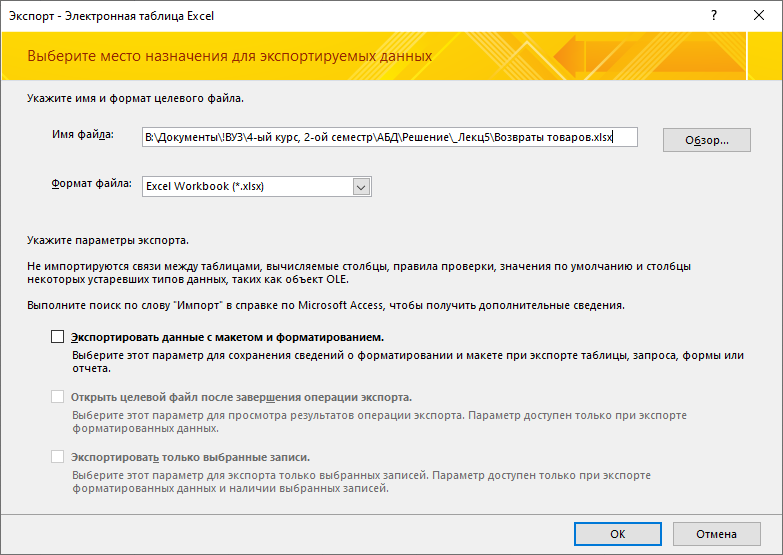 Экспорт - Электронная таблица Excel
Выберите место назначения для экспортируемых данных
Укажите имя и формат целевого файла.
Имя файла:
B:\Документы\!ВУЗ\4-ый курс, 2-ой семестр\АБД\Решение\_Лекц5\Возвраты товаров.xlsx
Обзор...
Формат файла:
Excel Workbook (*.xlsx)
Укажите параметры экспорта.
Не импортируются связи между таблицами, вычисляемые столбцы, правила проверки, значения по умолчанию и столбцы
некоторых устаревших типов данных, таких как объект OLE.
Выполните поиск по слову "Импорт" в справке по Microsoft Access, чтобы получить дополнительные сведения.
Экспортировать данные с макетом и форматированием.
Выберите этот параметр для сохранения сведений о форматировании и макете при экспорте таблицы, запроса, формы или
отчета.
Открыть целевой файл после завершения операции экспорта.
Выберите этот параметр для просмотра результатов операции экспорта. Параметр доступен только при экспорте
форматированных данных.
Экспортировать только выбранные записи.
Выберите этот параметр для экспорта только выбранных записей. Параметр доступен только при экспорте
форматированных данных и наличии выбранных записей.
ОК
Отмена